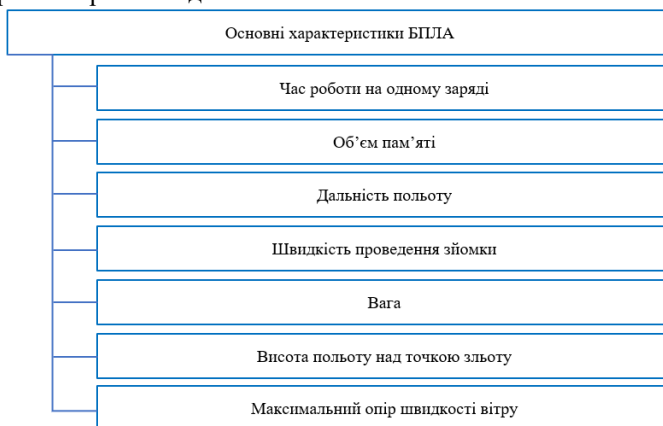 Основні характеристики БПЛА
Час роботи на одному заряді
Об’єм пам’яті
Дальність польоту
Швидкість проведення зйомки
Вага
Висота польоту над точкою зльоту
Максимальний опір швидкості вітру